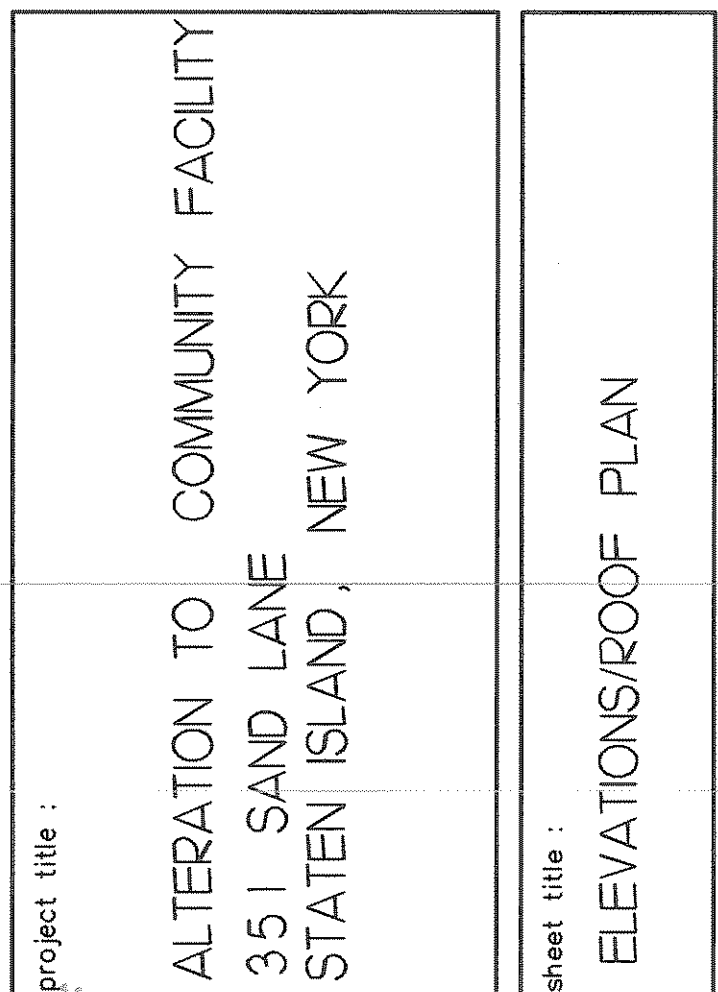 project title :
ALTERATION TO COMMUNITY FACILITY
351 SAND LANE
STATEN ISLAND, NEW YORK
sheet title :
ELEVATIONS/ROOF PLAN